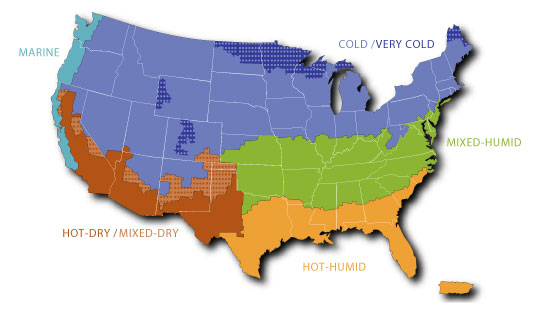 COLD /VERY COLD
MARINE
MIXED-HUMID
HOT-DRY /MIXED-DRY
HOT-HUMID